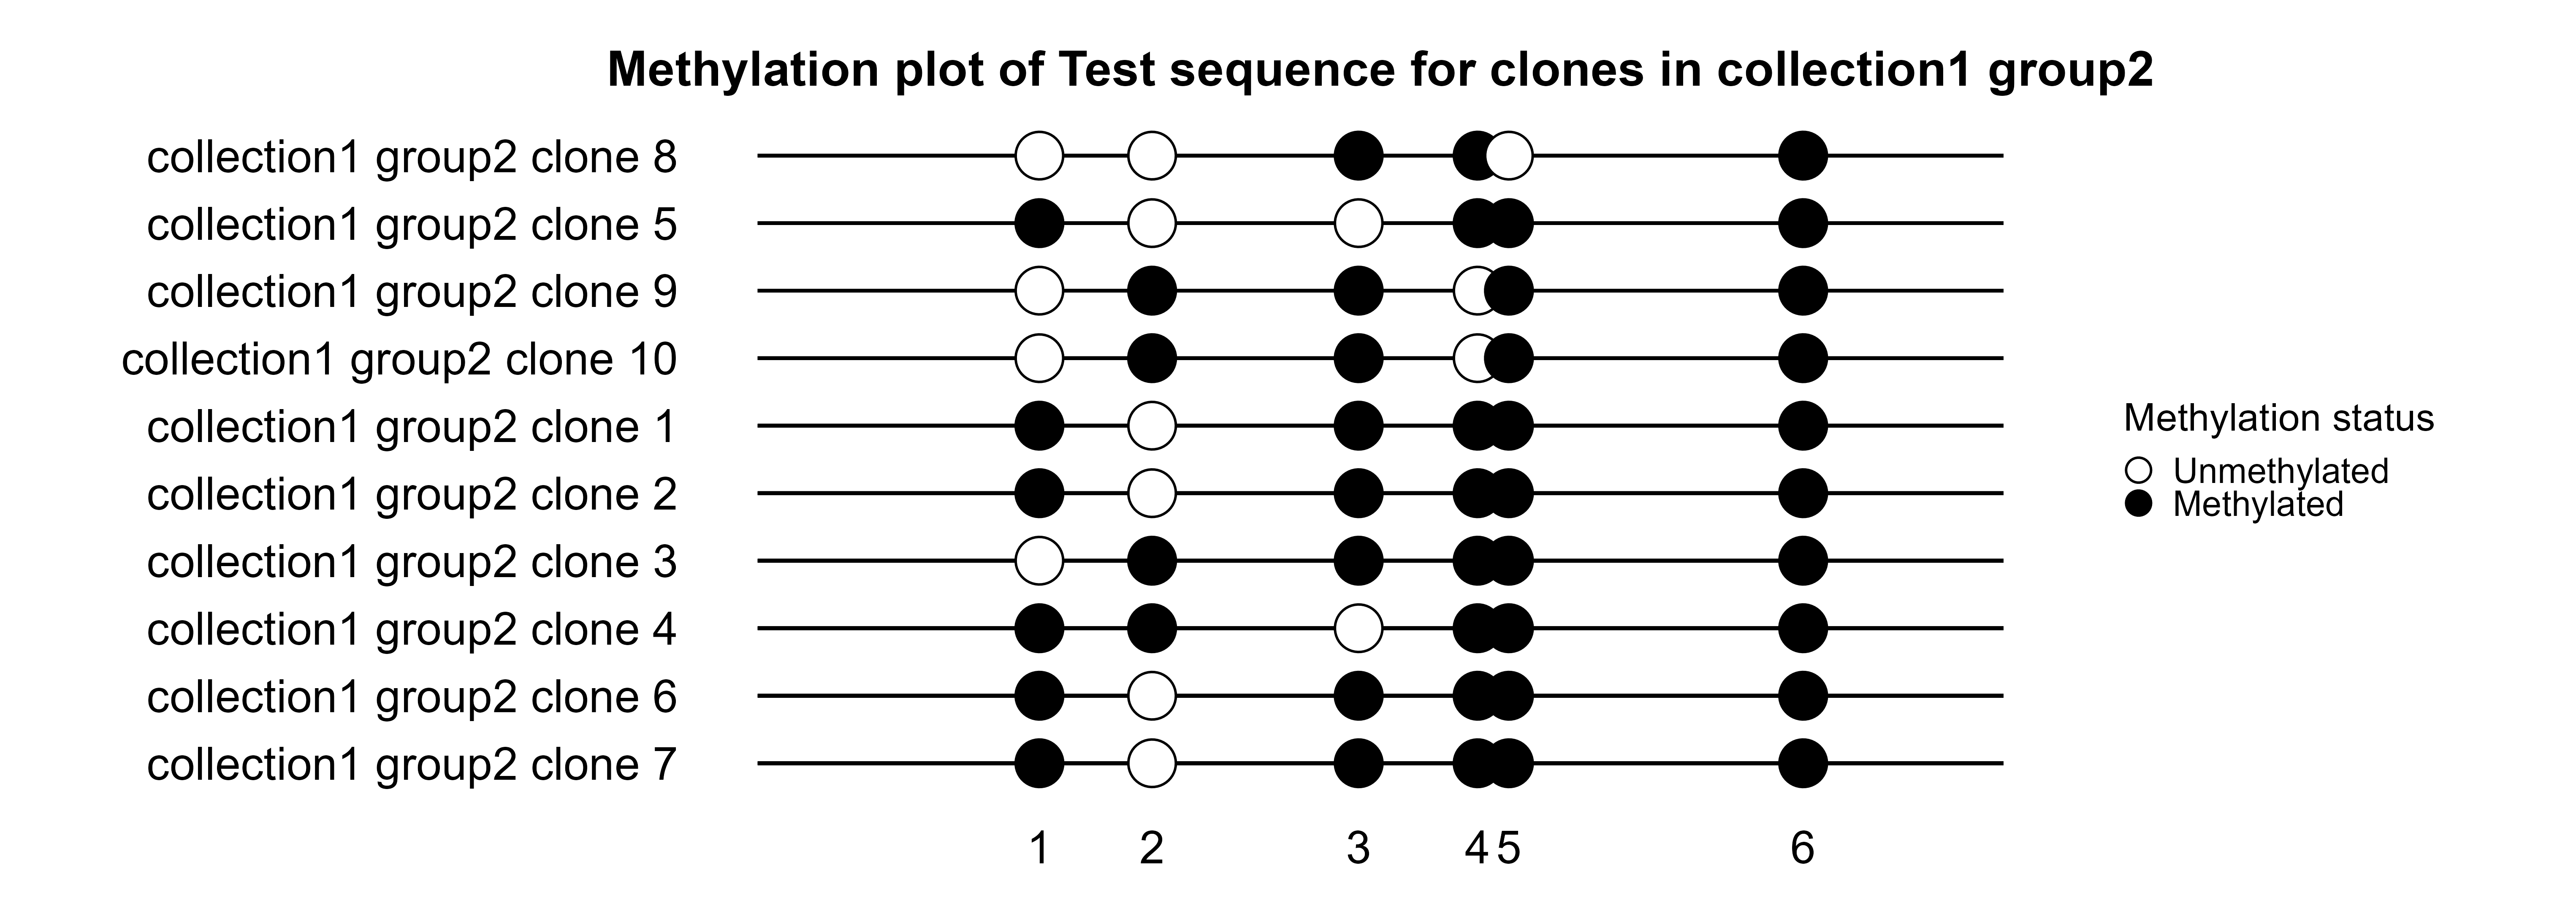 Methylation plot of Test sequence for clones in collection1 group2
collection1 group2 clone 8
collection1 group2 clone 5
collection1 group2 clone 9
collection1 group2 clone 10
collection1 group2 clone 1
collection1 group2 clone 2
collection1 group2 clone 3
collection1 group2 clone 4
collection1 group2 clone 6
collection1 group2 clone 7
1 2 3 4 5 6
Methylation status
Unmethylated
Methylated